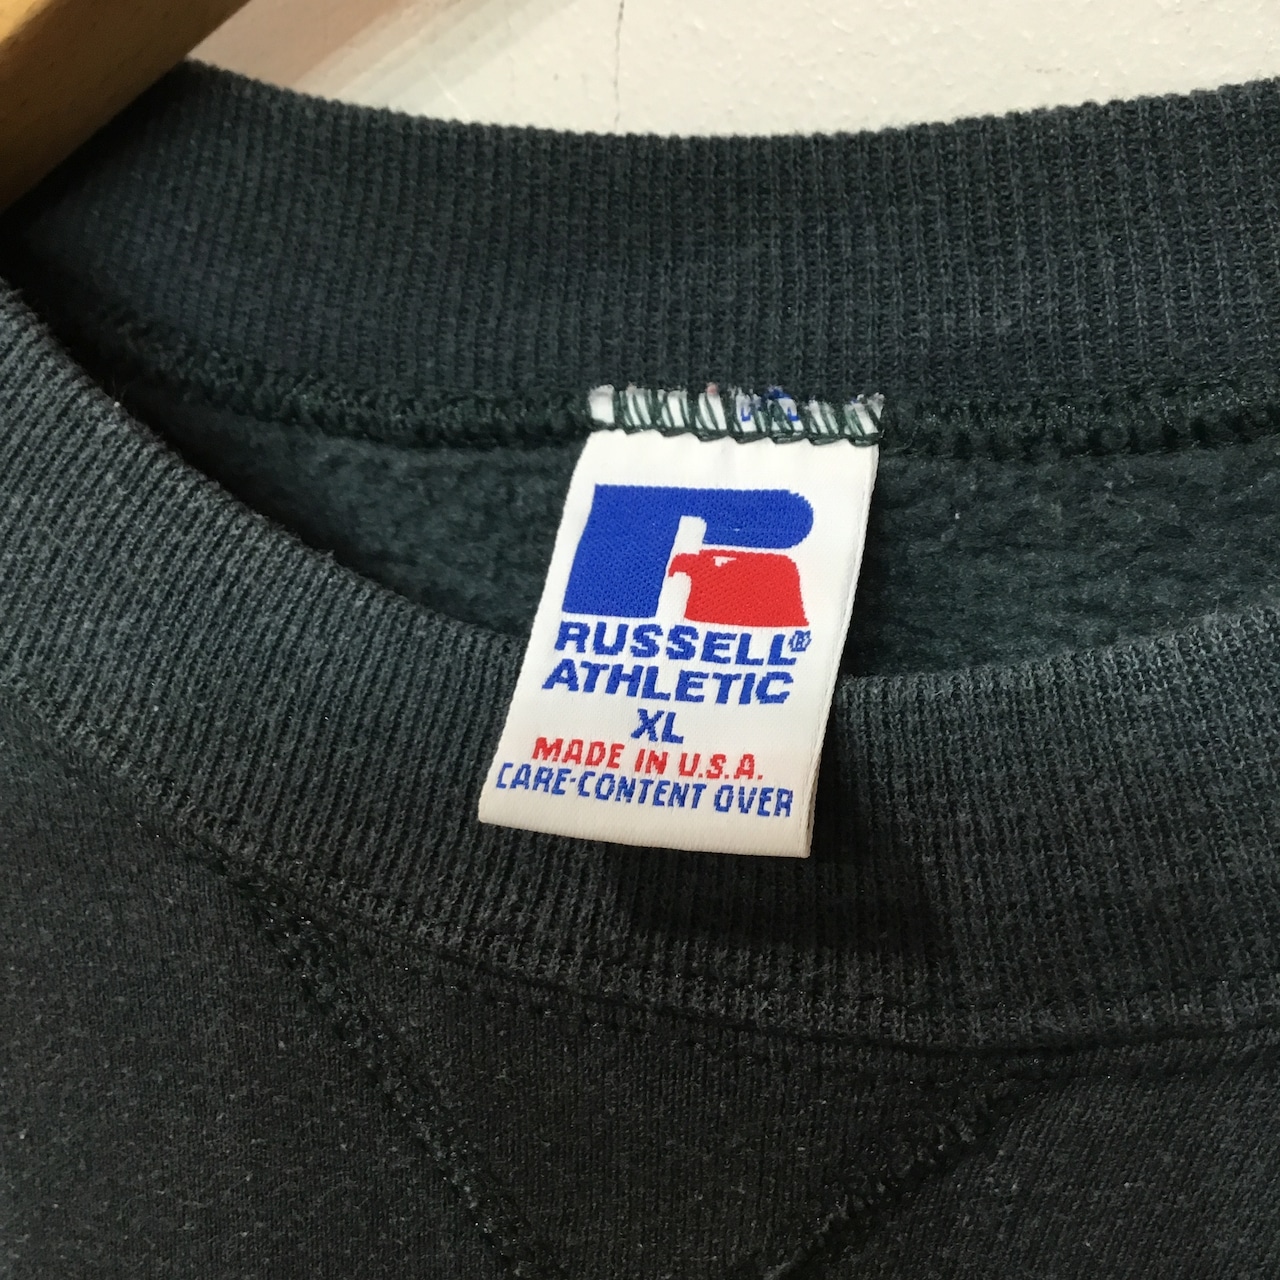 RUSSELL®
ATHLETIC
XL
MADE IN U.S.A.
CARE-CONTENT OVER